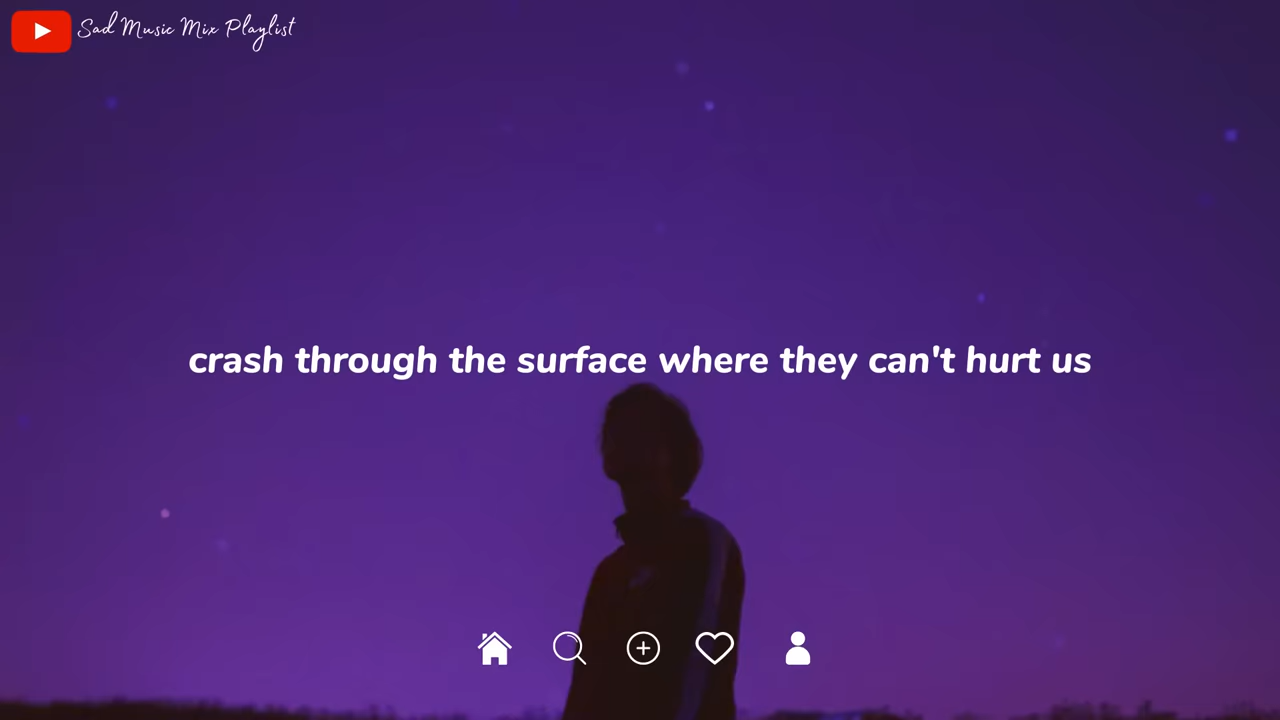 Sad Music Mix Playlist
crash through the surface where they can't hurt us